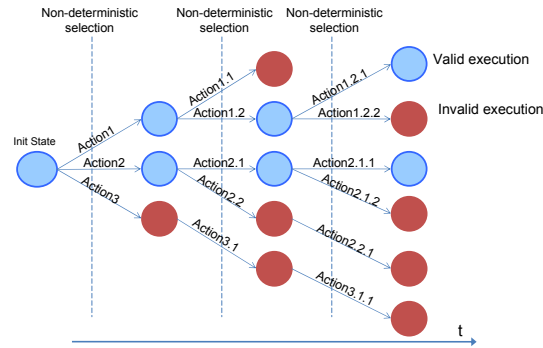 Non-deterministic
selection
Non-deterministic
selection
Non-deterministic
selection
Action1.1
Action1.2.1
Valid execution
Action1
Action1.2
Action1.2.2
Invalid execution
Init State
Action2
Action2.1
Action2.1.1
Action3
Action2.2
Action2.1.2
Action3.1
Action2.2.1
Action3.1.1
t